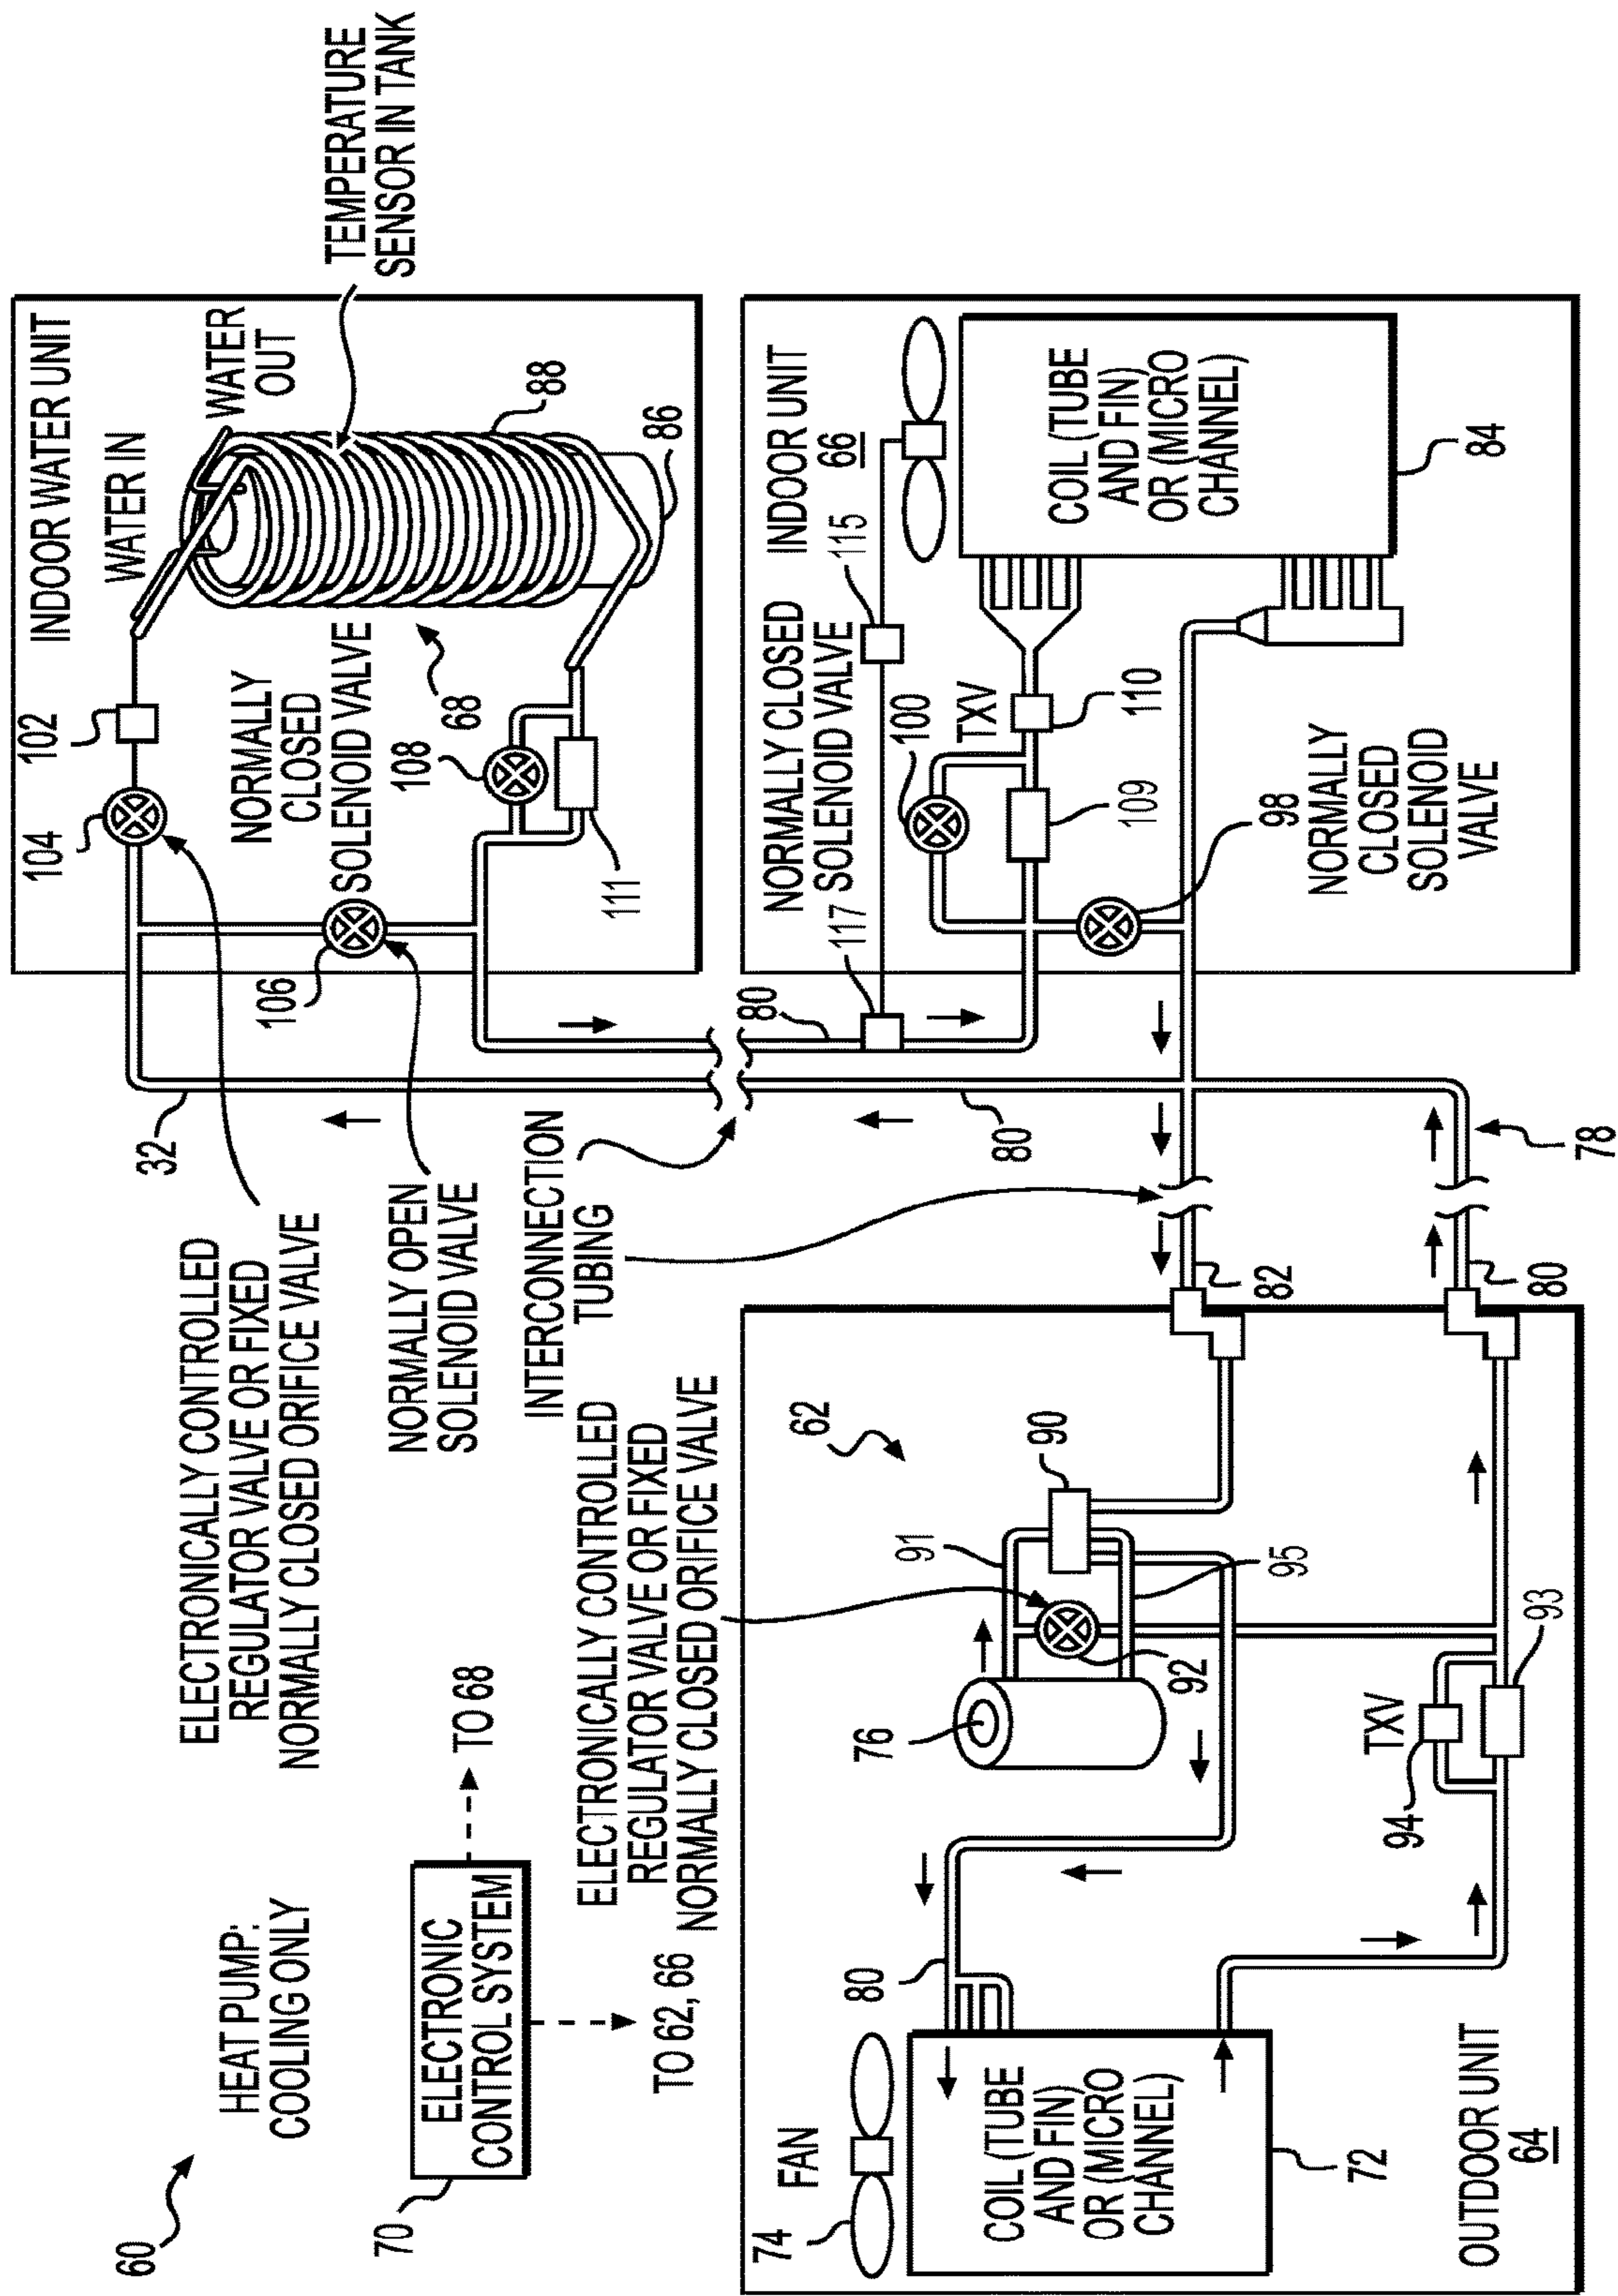 60
HEAT PUMP:
COOLING ONLY
70
ELECTRONIC
CONTROL SYSTEM
TO 68
TO 62, 66
ELECTRONICALLY CONTROLLED
REGULATOR VALVE OR FIXED
NORMALLY CLOSED ORIFICE VALVE
NORMALLY OPEN
SOLENOID VALVE
INTERCONNECTION
TUBING
32
INDOOR WATER UNIT
WATER IN
WATER
OUT
TEMPERATURE
SENSOR IN TANK
102
104
NORMALLY
CLOSED
SOLENOID VALVE
68
108
111
106
88
86
ELECTRONICALLY CONTROLLED
REGULATOR VALVE OR FIXED
NORMALLY CLOSED ORIFICE VALVE
74
FAN
COIL (TUBE
AND FIN)
OR (MICRO
CHANNEL)
72
OUTDOOR UNIT
64
80
76
91
90
62
92
95
TXV
94
93
82
80
78
80
80
117
NORMALLY CLOSED
SOLENOID VALVE
115
INDOOR UNIT
66
100
TXV
110
109
98
NORMALLY
CLOSED
SOLENOID
VALVE
COIL (TUBE
AND FIN)
OR (MICRO
CHANNEL)
84